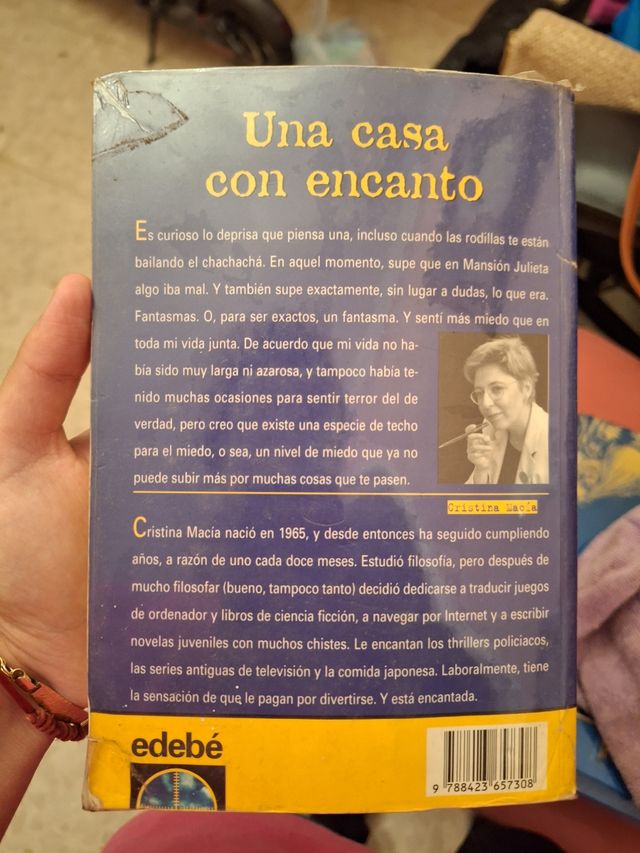 Una casa
con encanto
Es curioso lo deprisa que piensa una, incluso cuando las rodillas te están
bailando el chachachá. En aquel momento, supe que en Mansión Julieta
algo iba mal. Y también supe exactamente, sin lugar a dudas, lo que era.
Fantasmas. O, para ser exactos, un fantasma. Y sentí más miedo que en
toda mi vida junta. De acuerdo que mi vida no ha-
bía sido muy larga ni azarosa, y tampoco había te-
nido muchas ocasiones para sentir terror del de
verdad, pero creo que existe una especie de techo
para el miedo, o sea, un nivel de miedo que ya no
puede subir más por muchas cosas que te pasen.
Cristina Macía
Cristina Macía nació en 1965, y desde entonces ha seguido cumpliendo
años, a razón de uno cada doce meses. Estudió filosofía, pero después de
mucho filosofar (bueno, tampoco tanto) decidió dedicarse a traducir juegos
de ordenador y libros de ciencia ficción, a navegar por Internet y a escribir
novelas juveniles con muchos chistes. Le encantan los thrillers policiacos,
las series antiguas de televisión y la comida japonesa. Laboralmente, tiene
la sensación de que le pagan por divertirse. Y está encantada.
edebé
9 788423 657308